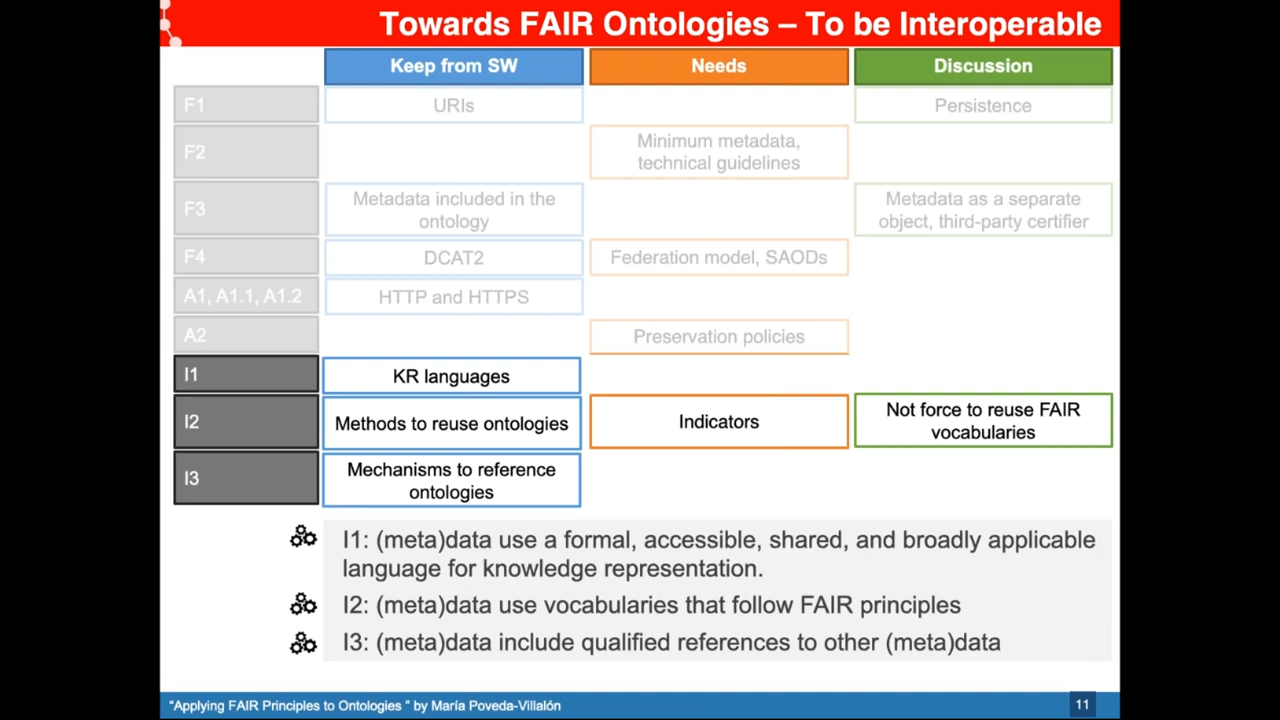 Towards FAIR Ontologies – To be Interoperable
Keep from SW
Needs
Discussion
F1
URIs
Persistence
F2
Minimum metadata,
technical guidelines
F3
Metadata included in the
ontology
Metadata as a separate
object, third-party certifier
F4
DCAT2
Federation model, SAODs
A1, A1.1, A1.2
HTTP and HTTPS
A2
Preservation policies
I1
KR languages
I2
Methods to reuse ontologies
Indicators
Not force to reuse FAIR
vocabularies
I3
Mechanisms to reference
ontologies
I1: (meta)data use a formal, accessible, shared, and broadly applicable
language for knowledge representation.
I2: (meta)data use vocabularies that follow FAIR principles
I3: (meta)data include qualified references to other (meta)data
“Applying FAIR Principles to Ontologies ” by María Poveda-Villalón
11